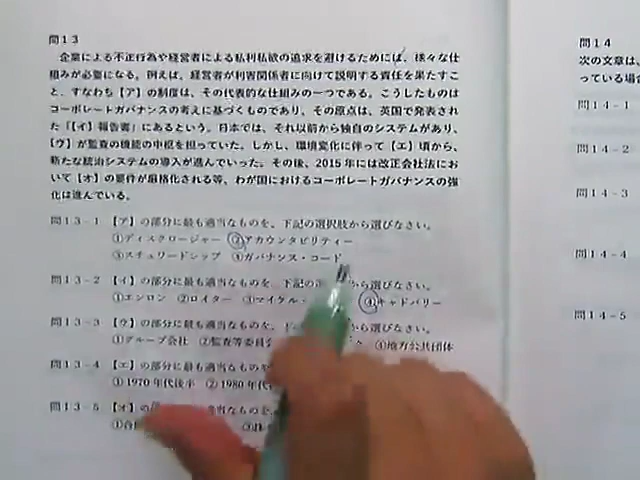 問13
企業による不正行為や経営者による私利私欲の追求を避けるためには、様々な仕
組みが必要になる。例えば、経営者が利害関係者に向けて説明する責任を果たすこ
と、すなわち【ア】の制度は、その代表的な仕組みの一つである。こうしたものは
コーポレートガバナンスの考えに基づくものであり、その原点は、英国で発表され
た「【イ】報告書」にあるという。日本では、それ以前から独自のシステムがあり、
【ウ】が監査の機能の中枢を担っていた。しかし、環境変化に伴って【エ】頃から、
新たな統治システムの導入が進んでいった。その後、2015年には改正会社法にお
いて【オ】の要件が厳格化される等、わが国におけるコーポレートガバナンスの強
化は進んでいる。
問13-1 【ア】の部分に最も適当なものを、下記の選択肢から選びなさい。
①ディスクロージャー ②アカウンタビリティー
③スチュワードシップ ④ガバナンス・コード
問13-2 【イ】の部分に最も適当なものを、下記の から選びなさい。
①エンロン ②ロイター ③マイケル・ ④キャドバリー
問13-3 【ウ】の部分に最も適当なものを、 から選びなさい。
①グループ会社 ②監査等委員会 ④地方公共団体
問13-4 【エ】の部分に最も適当なものを
①1970年代後半 ②1980年代
問13-5 【オ】の 適当なものを、
① ③
問14
次の文章は、
っている場合
問14-1
問14-2
問14-3
問14-4
問14-5